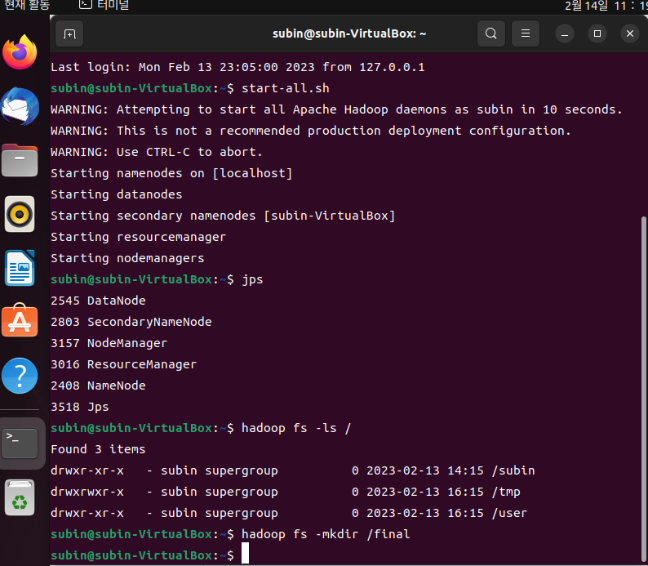 현재 활동 터미널 2월 14일 11 : 19
subin@subin-VirtualBox: ~
Last login: Mon Feb 13 23:05:00 2023 from 127.0.0.1
subin@subin-VirtualBox:~$ start-all.sh
WARNING: Attempting to start all Apache Hadoop daemons as subin in 10 seconds.
WARNING: This is not a recommended production deployment configuration.
WARNING: Use CTRL-C to abort.
Starting namenodes on [localhost]
Starting datanodes
Starting secondary namenodes [subin-VirtualBox]
Starting resourcemanager
Starting nodemanagers
subin@subin-VirtualBox:~$ jps
2545 DataNode
2803 SecondaryNameNode
3157 NodeManager
3016 ResourceManager
2408 NameNode
3518 Jps
subin@subin-VirtualBox:~$ hadoop fs -ls /
Found 3 items
drwxr-xr-x   - subin supergroup          0 2023-02-13 14:15 /subin
drwxrwxr-x   - subin supergroup          0 2023-02-13 16:15 /tmp
drwxr-xr-x   - subin supergroup          0 2023-02-13 16:15 /user
subin@subin-VirtualBox:~$ hadoop fs -mkdir /final
subin@subin-VirtualBox:~$